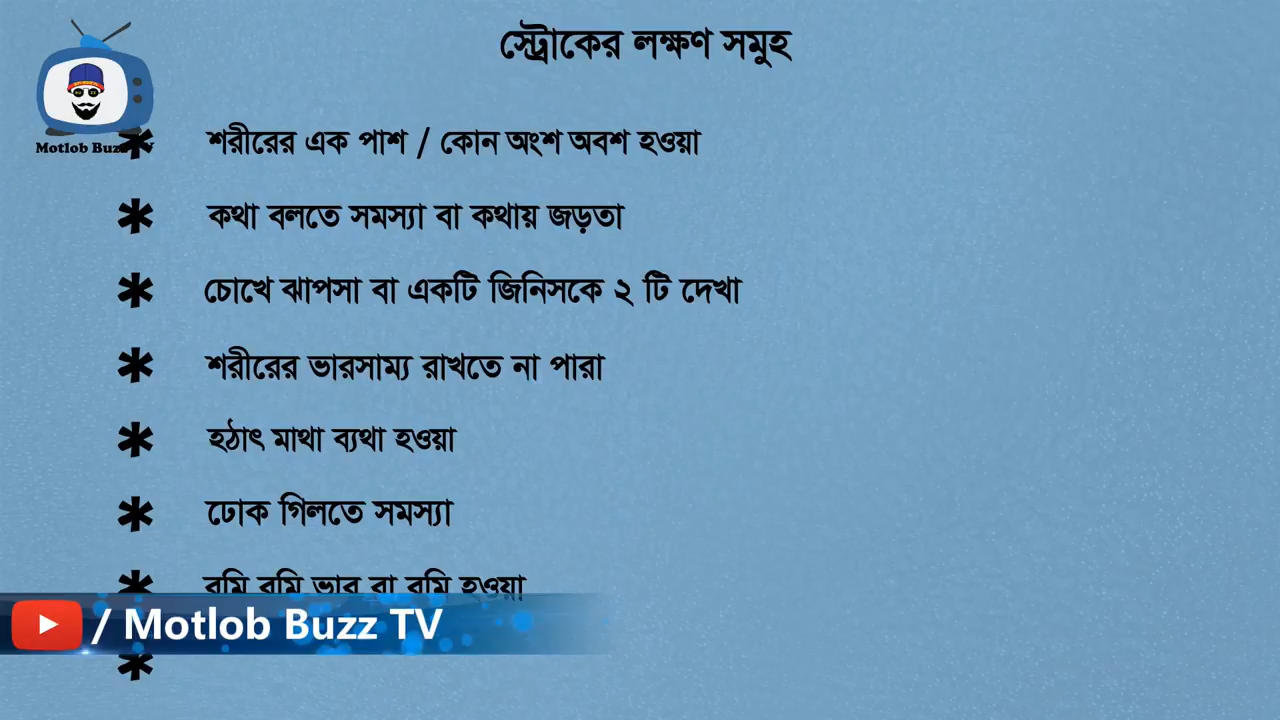 স্ট্রোকের লক্ষণ সমুহ
* শরীরের এক পাশ / কোন অংশ অবশ হওয়া
* কথা বলতে সমস্যা বা কথায় জড়তা
* চোখে ঝাপসা বা একটি জিনিসকে ২ টি দেখা
* শরীরের ভারসাম্য রাখতে না পারা
* হঠাৎ মাথা ব্যথা হওয়া
* ঢোক গিলতে সমস্যা
* বমি বমি ভাব বা বমি হওয়া
*
Motlob Buzz TV
/ Motlob Buzz TV